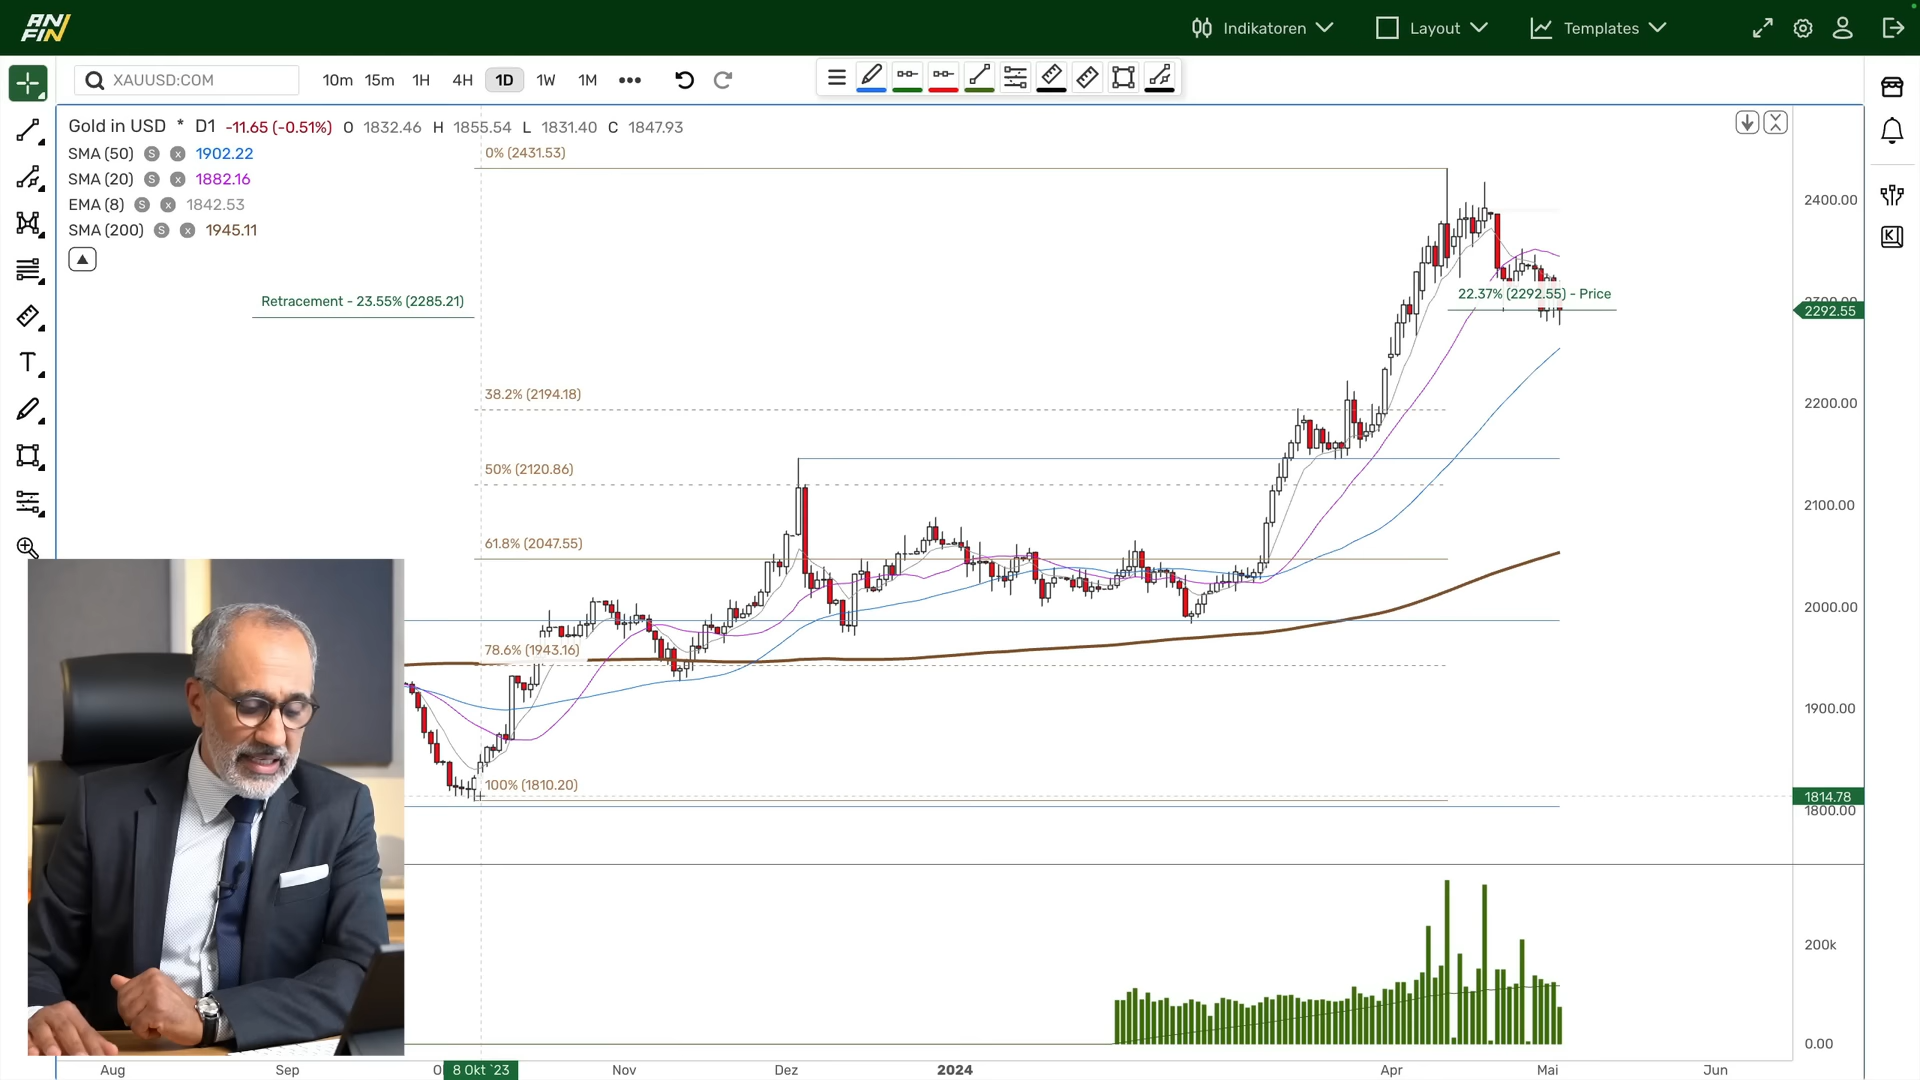 ANFIN
Indikatoren
Layout
Templates
XAUUSD:COM
10m 15m 1H 4H 1D 1W 1M
Gold in USD * D1 -11.65 (-0.51%) O 1832.46 H 1855.54 L 1831.40 C 1847.93
SMA (50) S x 1902.22
SMA (20) S x 1882.16
EMA (8) S x 1842.53
SMA (200) S x 1945.11
0% (2431.53)
Retracement - 23.55% (2285.21)
22.37% (2292.55) - Price
38.2% (2194.18)
50% (2120.86)
61.8% (2047.55)
78.6% (1943.16)
100% (1810.20)
2400.00
2300.00
2292.55
2200.00
2100.00
2000.00
1900.00
1814.78
1800.00
200k
0.00
T
K
Aug Sep 8 Okt `23 Nov Dez 2024 Apr Mai Jun